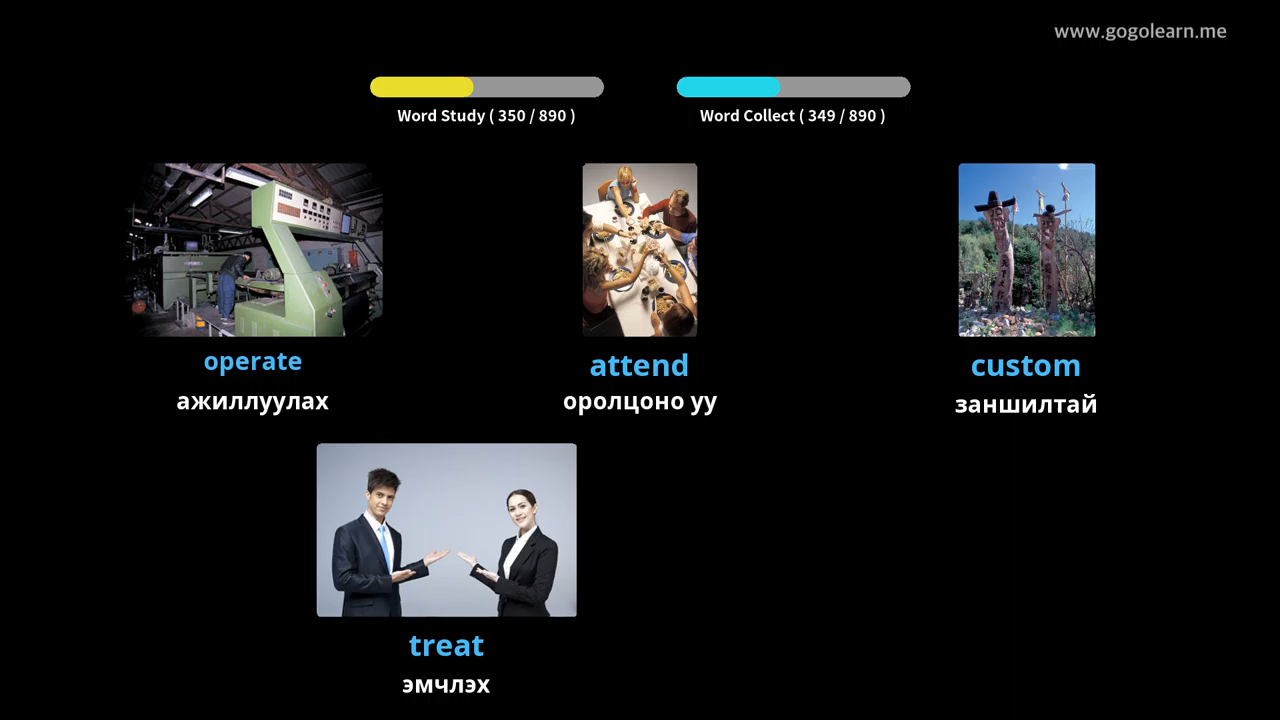 www.gogolearn.me
Word Study ( 350 / 890 )
Word Collect ( 349 / 890 )
operate
attend
custom
ажиллуулах
оролцоно уу
заншилтай
treat
эмчлэх